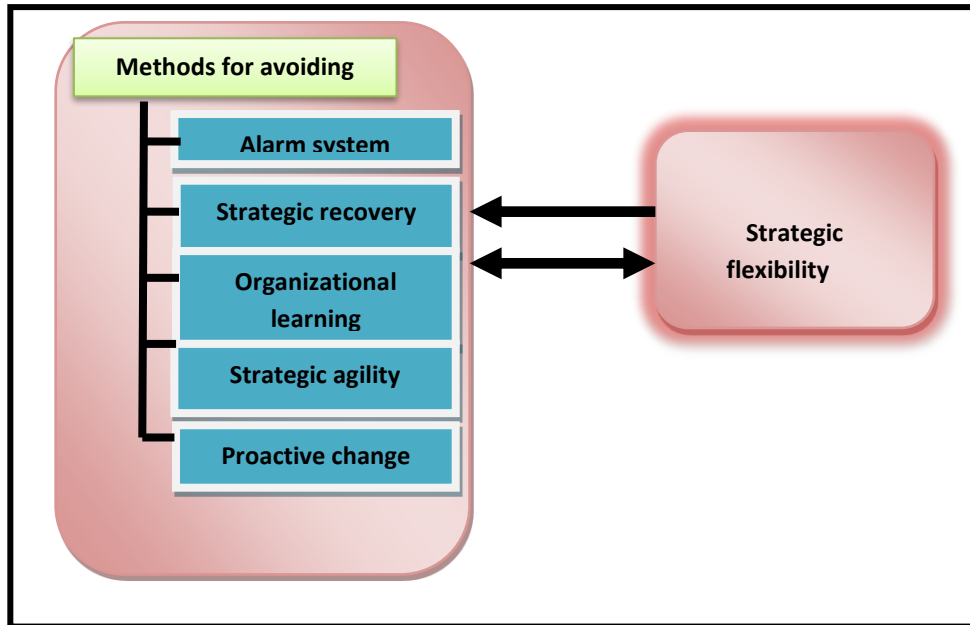 Methods for avoiding
Alarm system
Strategic recovery
Organizational
learning
Strategic agility
Proactive change
Strategic
flexibility